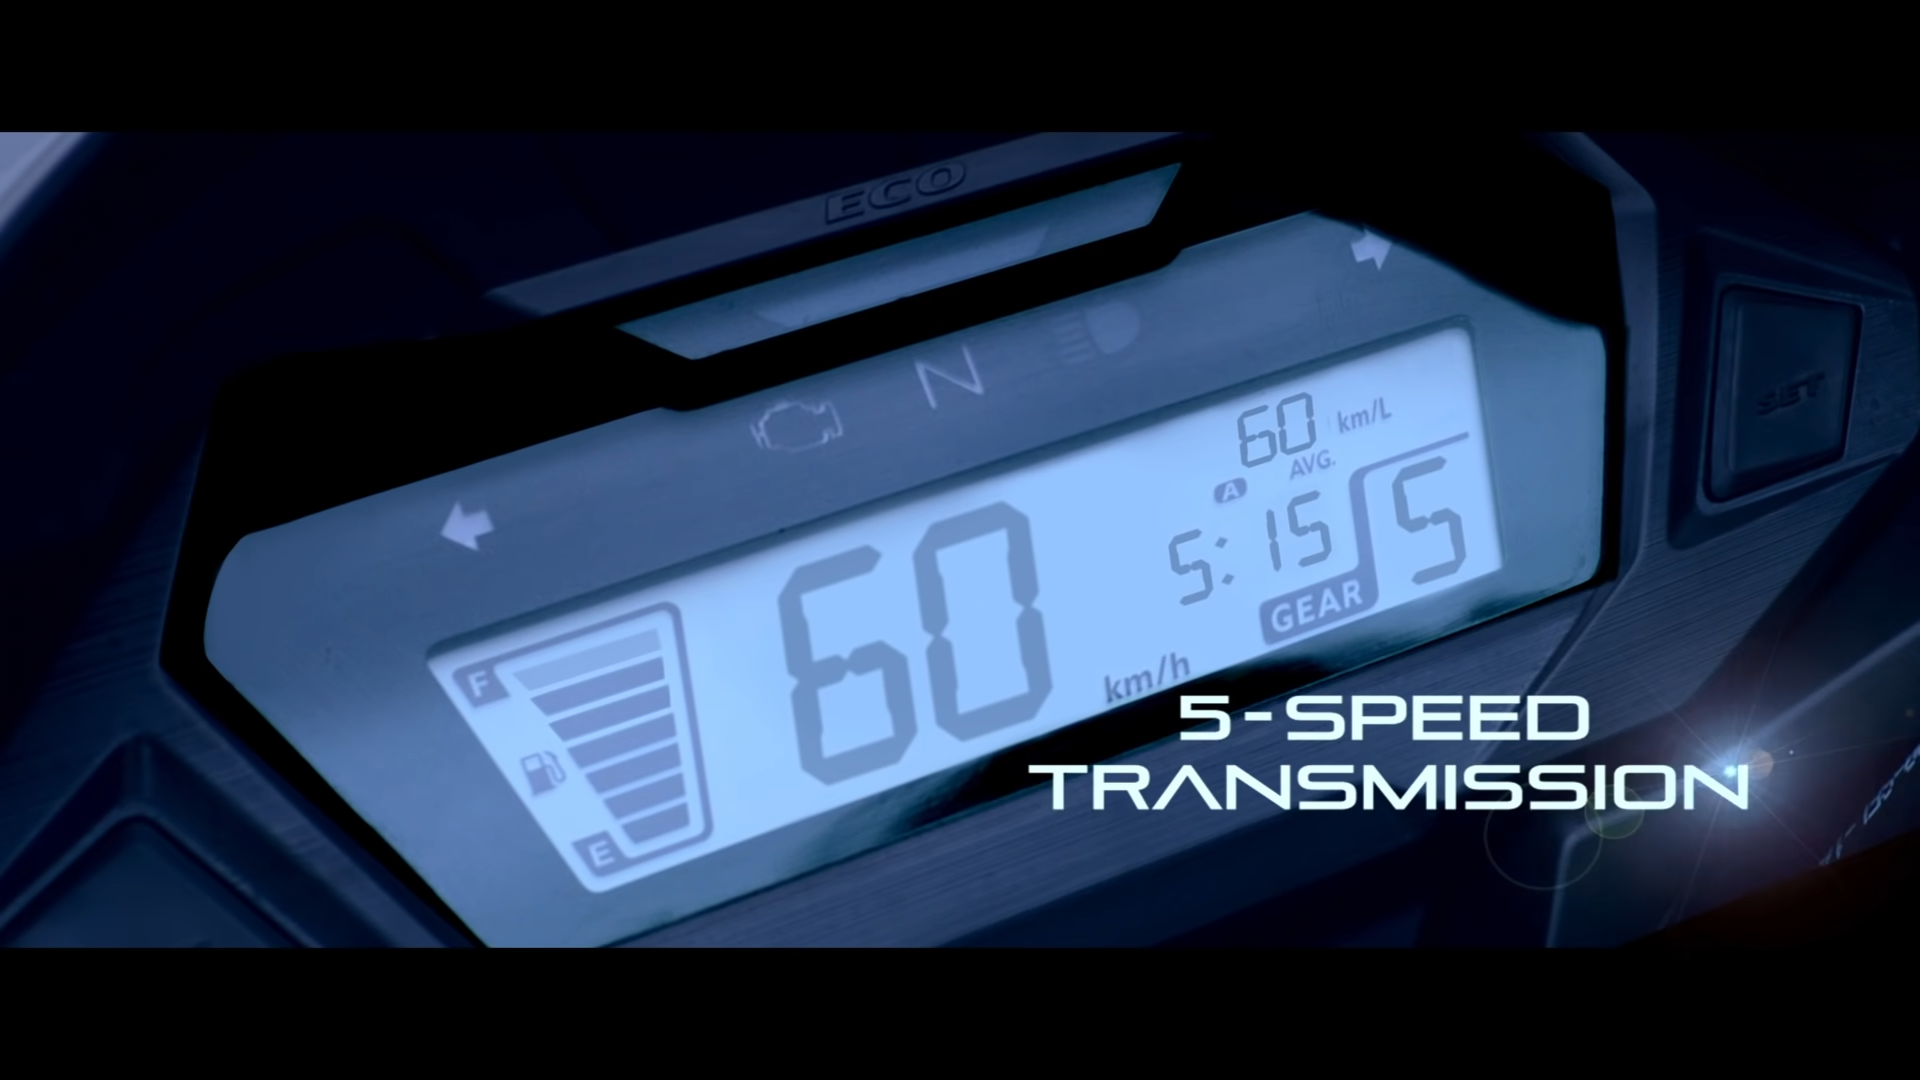 ECO
N
60 km/L
AVG.
A
5:15
5
GEAR
SET
F
60
km/h
E
5-SPEED
TRANSMISSION